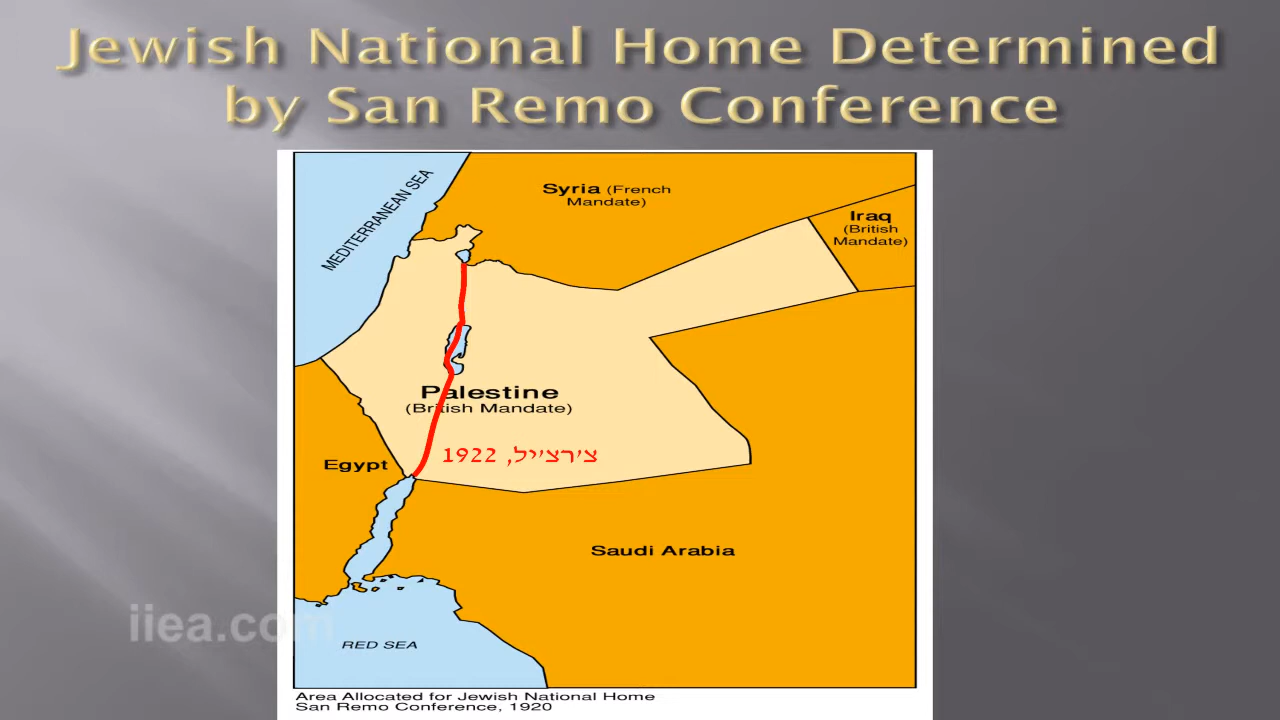 Jewish National Home Determined
by San Remo Conference
MEDITERRANEAN SEA
Syria (French
Mandate)
Iraq
(British
Mandate)
Palestine
(British Mandate)
צ'רצ'יל, 1922
Egypt
Saudi Arabia
iiea.com
RED SEA
Area Allocated for Jewish National Home
San Remo Conference, 1920